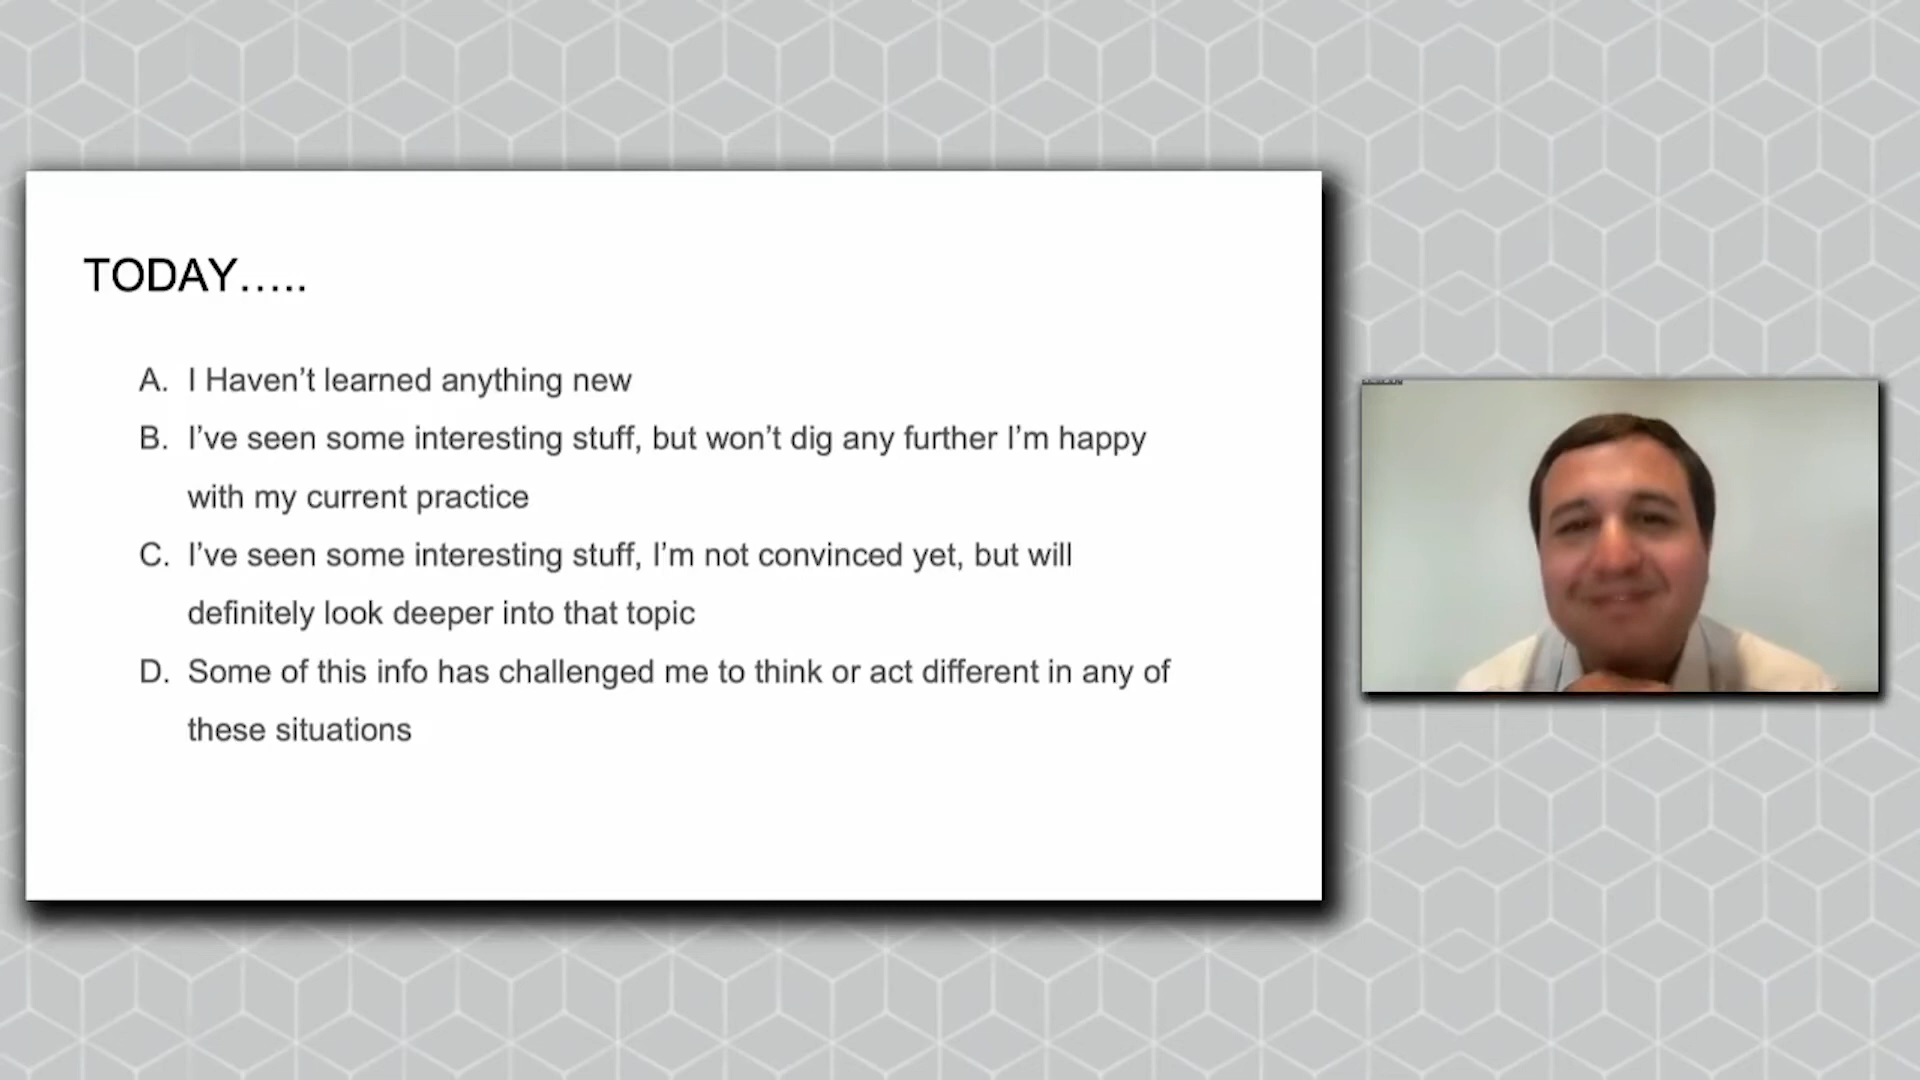 TODAY.....
A. I Haven’t learned anything new
B. I’ve seen some interesting stuff, but won’t dig any further I’m happy
with my current practice
C. I’ve seen some interesting stuff, I’m not convinced yet, but will
definitely look deeper into that topic
D. Some of this info has challenged me to think or act different in any of
these situations